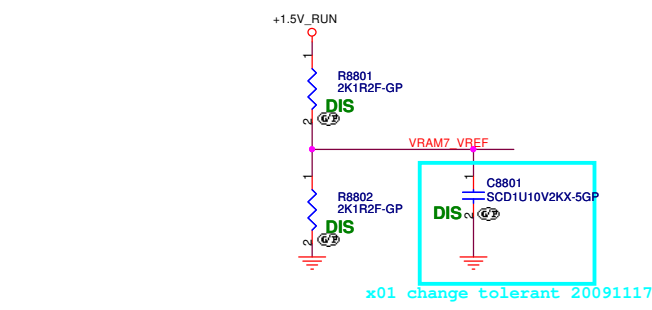 +1.5V_RUN
1
R8801
2K1R2F-GP
DIS
2
G/P
VRAM7_VREF
1
R8802
2K1R2F-GP
DIS
2
G/P
1
C8801
SCD1U10V2KX-5GP
DIS
2
G/P
x01 change tolerant 20091117